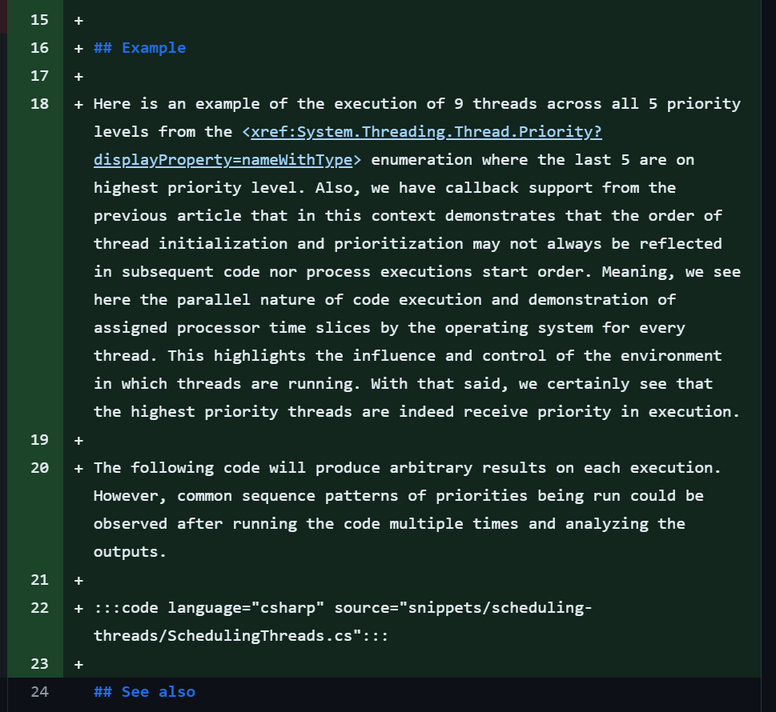 15 +
16 + ## Example
17 +
18 + Here is an example of the execution of 9 threads across all 5 priority
levels from the <xref:System.Threading.Thread.Priority?
displayProperty=nameWithType> enumeration where the last 5 are on
highest priority level. Also, we have callback support from the
previous article that in this context demonstrates that the order of
thread initialization and prioritization may not always be reflected
in subsequent code nor process executions start order. Meaning, we see
here the parallel nature of code execution and demonstration of
assigned processor time slices by the operating system for every
thread. This highlights the influence and control of the environment
in which threads are running. With that said, we certainly see that
the highest priority threads are indeed receive priority in execution.
19 +
20 + The following code will produce arbitrary results on each execution.
However, common sequence patterns of priorities being run could be
observed after running the code multiple times and analyzing the
outputs.
21 +
22 + :::code language="csharp" source="snippets/scheduling-
threads/SchedulingThreads.cs":::
23 +
24 ## See also